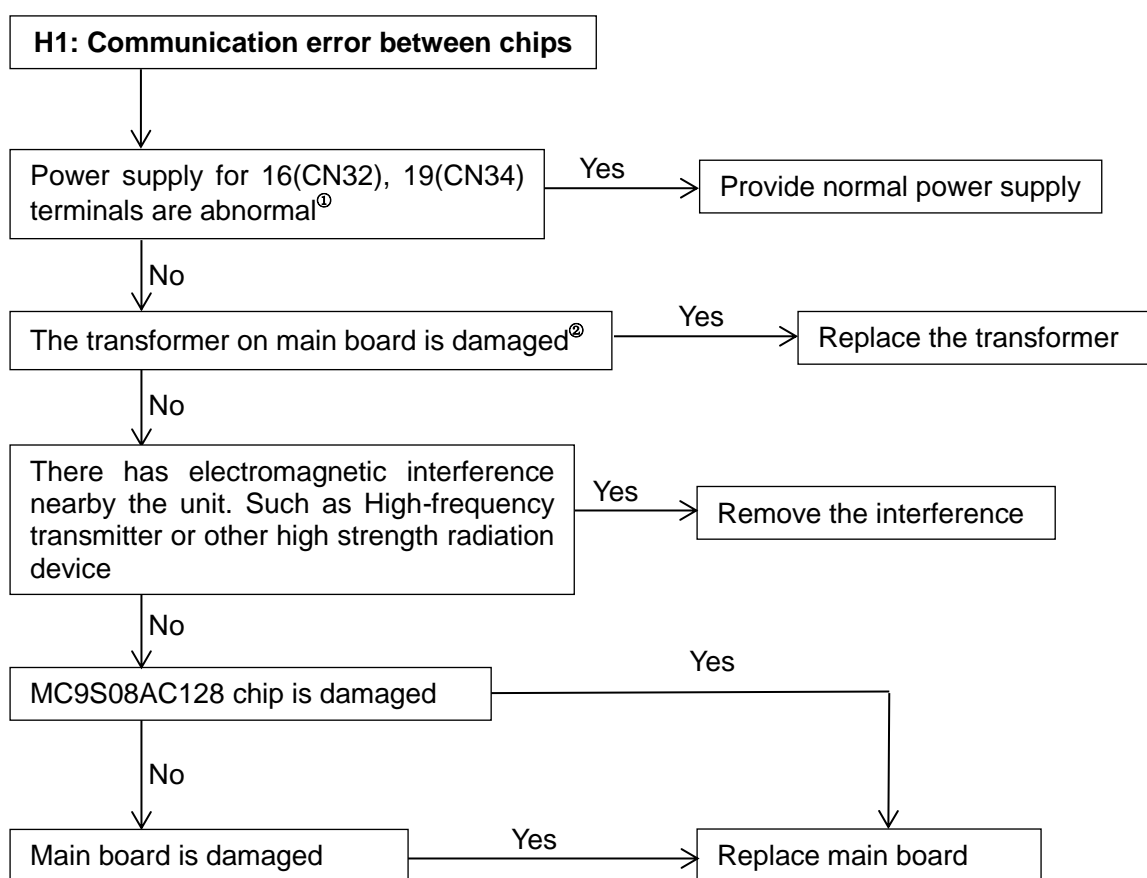 H1: Communication error between chips
Power supply for 16(CN32), 19(CN34)
terminals are abnormal①
Yes
Provide normal power supply
No
The transformer on main board is damaged②
Yes
Replace the transformer
No
There has electromagnetic interference
nearby the unit. Such as High-frequency
transmitter or other high strength radiation
device
Yes
Remove the interference
No
MC9S08AC128 chip is damaged
Yes
No
Main board is damaged
Yes
Replace main board